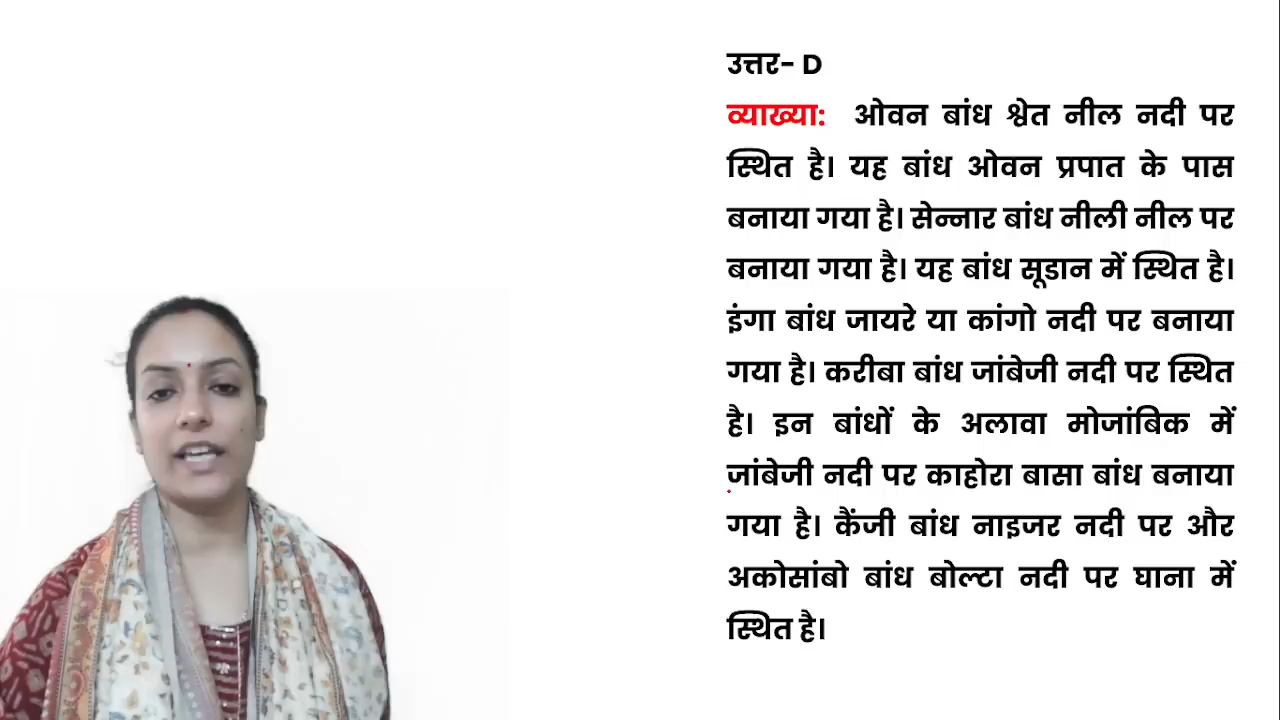 उत्तर- D
व्याख्या: ओवन बांध श्वेत नील नदी पर
स्थित है। यह बांध ओवन प्रपात के पास
बनाया गया है। सेन्नार बांध नीली नील पर
बनाया गया है। यह बांध सूडान में स्थित है।
इंगा बांध जायरे या कांगो नदी पर बनाया
गया है। करीबा बांध जांबेजी नदी पर स्थित
है। इन बांधों के अलावा मोजांबिक में
जांबेजी नदी पर काहोरा बासा बांध बनाया
गया है। कैंजी बांध नाइजर नदी पर और
अकोसांबो बांध बोल्टा नदी पर घाना में
स्थित है।